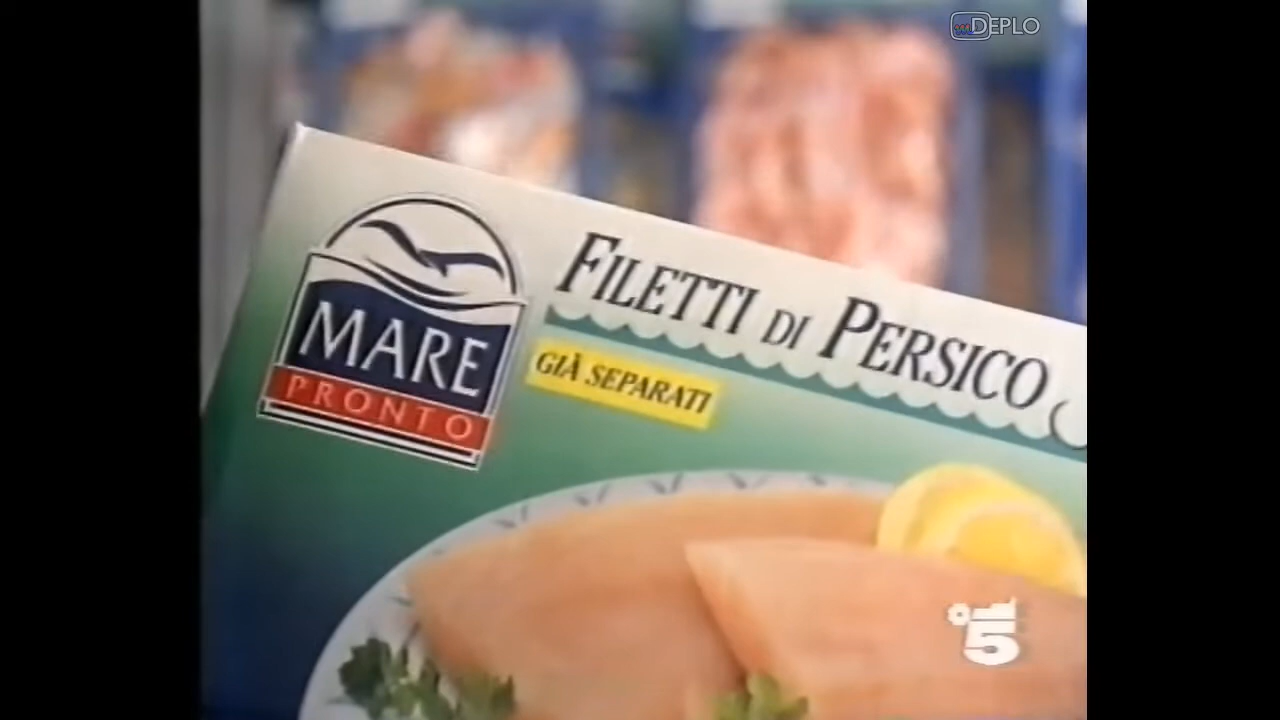 DEPLO
FILETTI DI PERSICO
GIÀ SEPARATI
MARE
PRONTO
5